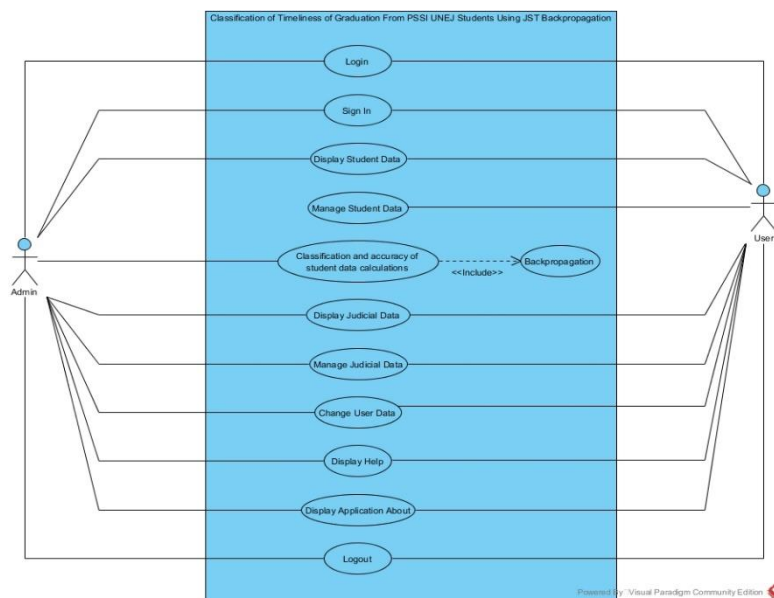 Classification of Timeliness of Graduation From PSSI UNEJ Students Using JST Backpropagation
Login
Sign In
Display Student Data
Manage Student Data
User
Classification and accuracy of
student data calculations
<<Include>>
Backpropagation
Admin
Display Judicial Data
Manage Judicial Data
Change User Data
Display Help
Display Application About
Logout
Powered By Visual Paradigm Community Edition